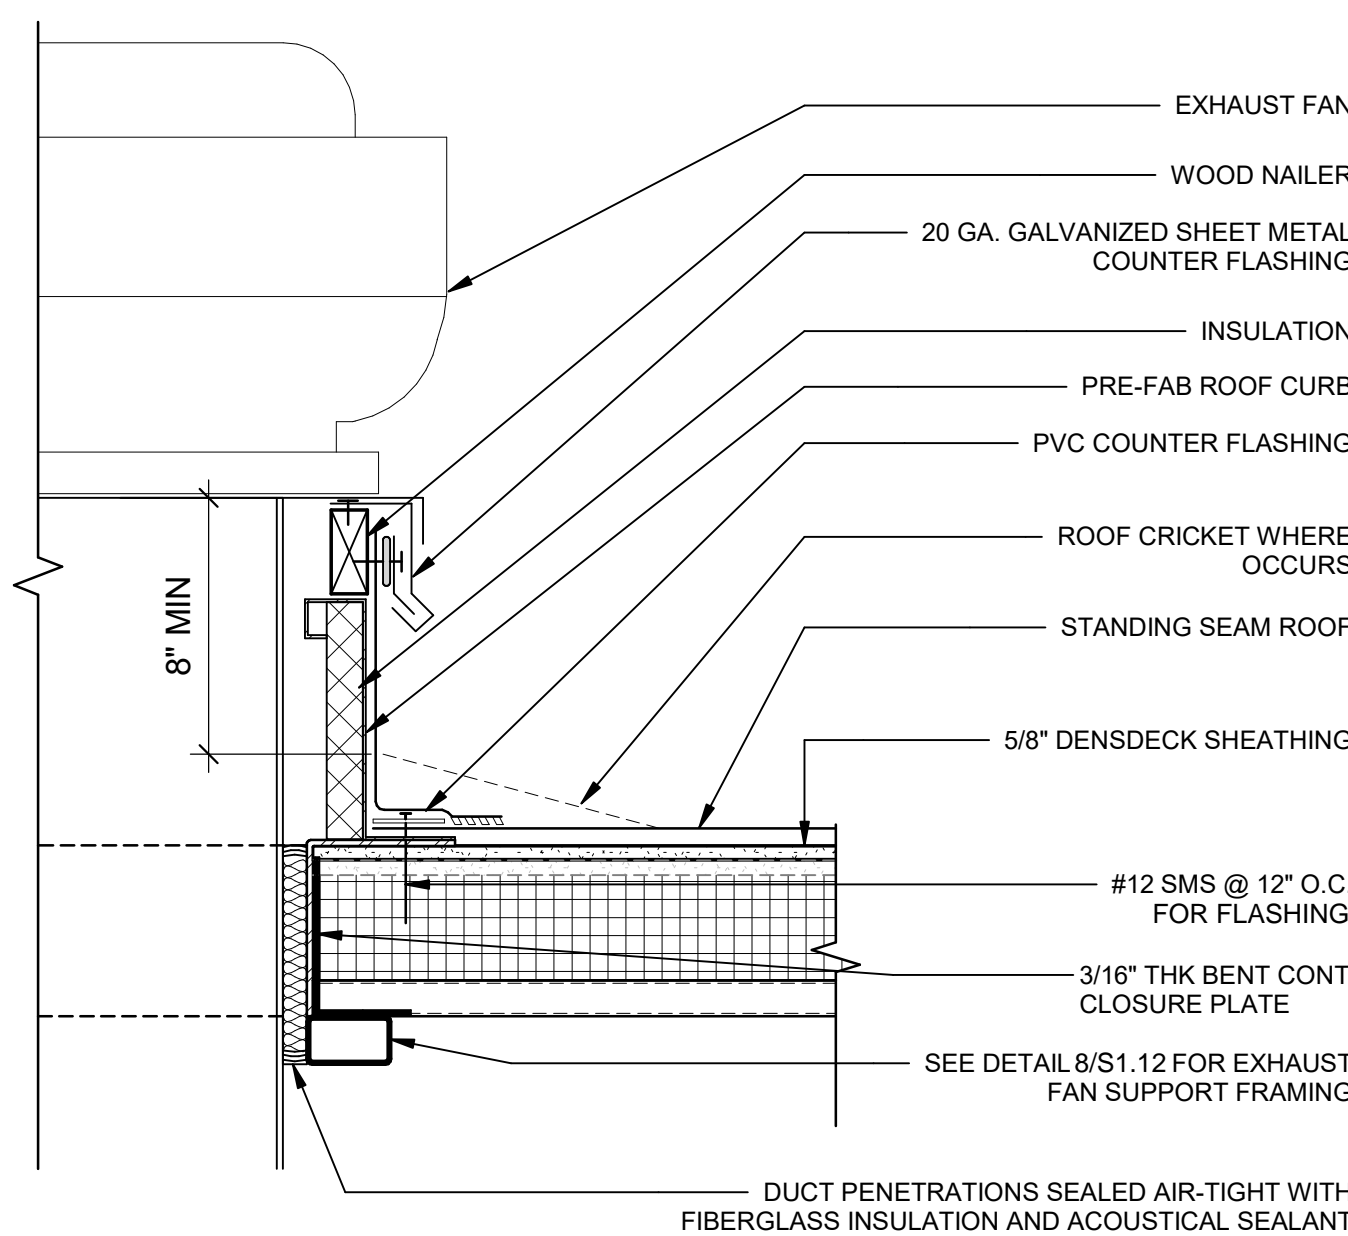 EXHAUST FAN
WOOD NAILER
20 GA. GALVANIZED SHEET METAL
COUNTER FLASHING
INSULATION
PRE-FAB ROOF CURB
PVC COUNTER FLASHING
ROOF CRICKET WHERE
OCCURS
STANDING SEAM ROOF
8" MIN
5/8" DENSDECK SHEATHING
#12 SMS @ 12" O.C.
FOR FLASHING
3/16" THK BENT CONT
CLOSURE PLATE
SEE DETAIL 8/S1.12 FOR EXHAUST
FAN SUPPORT FRAMING
DUCT PENETRATIONS SEALED AIR-TIGHT WITH
FIBERGLASS INSULATION AND ACOUSTICAL SEALANT